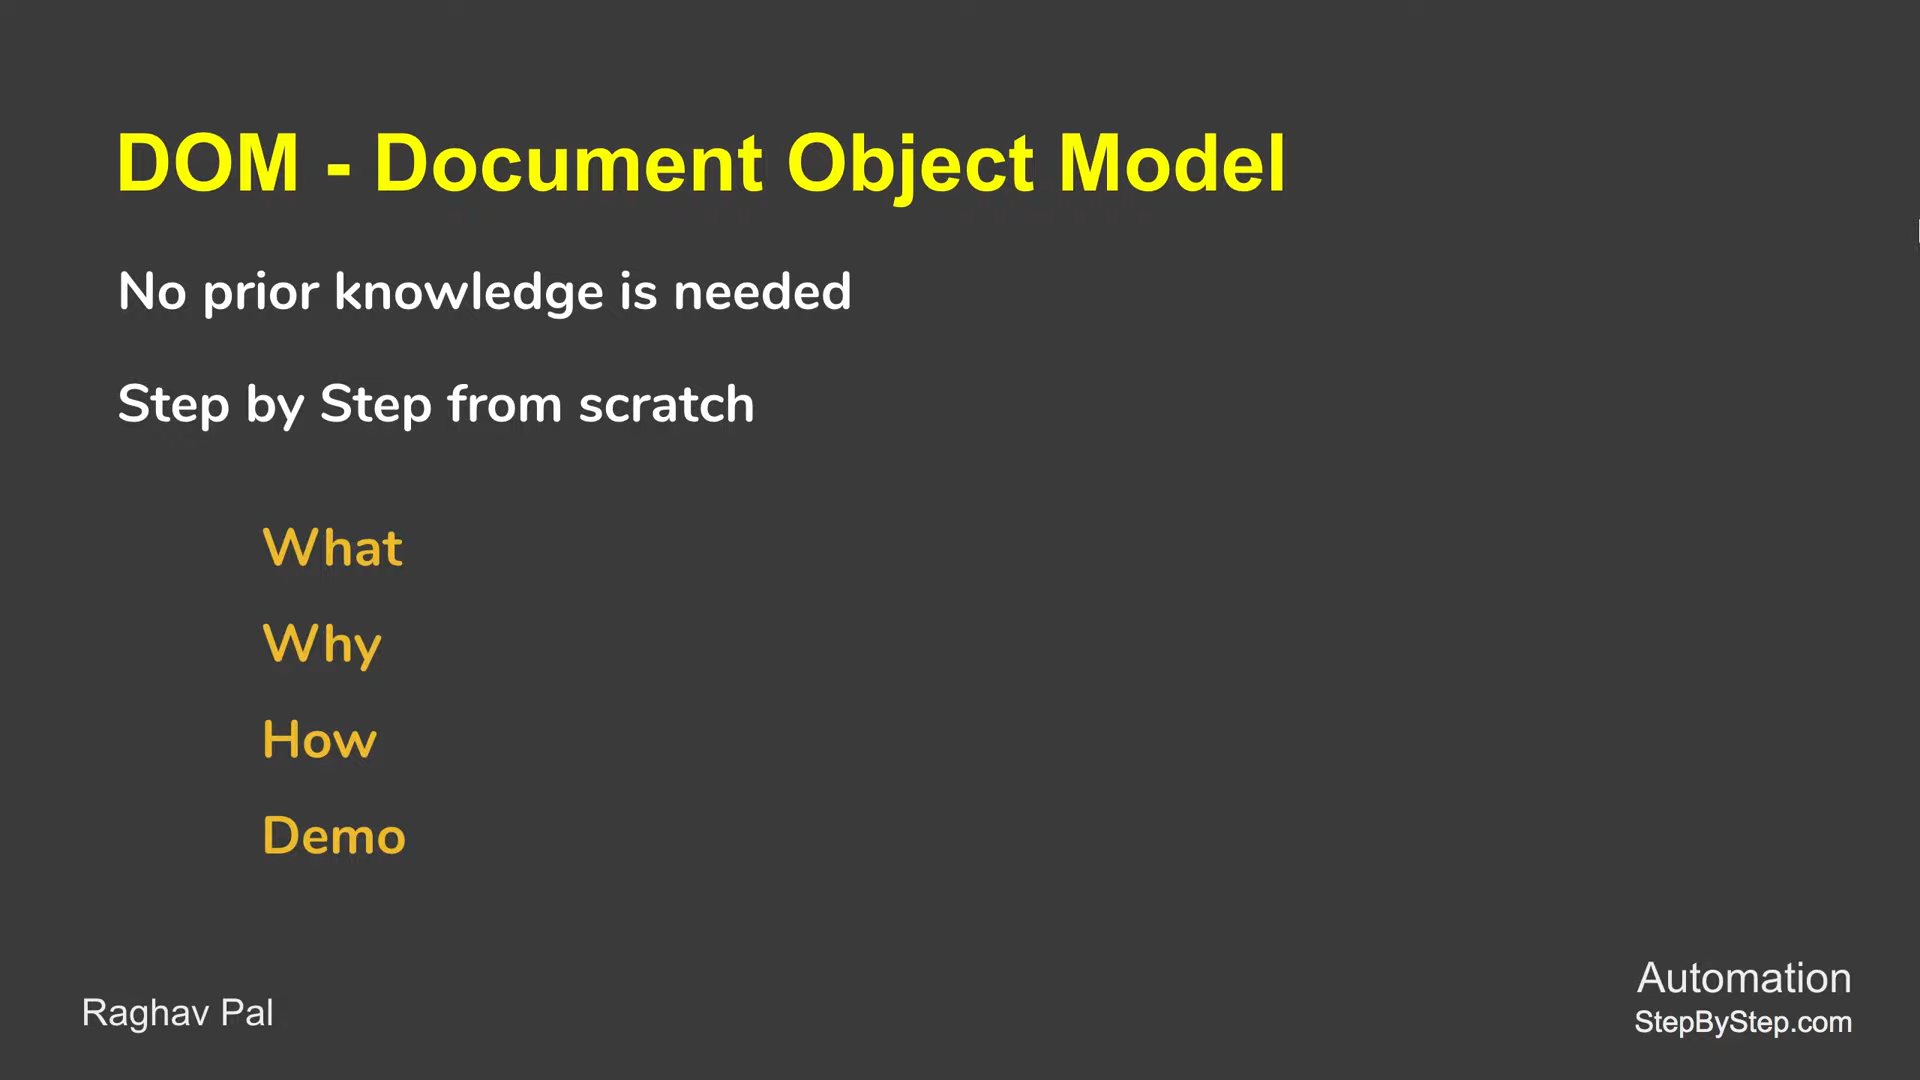 DOM - Document Object Model
No prior knowledge is needed
Step by Step from scratch
What
Why
How
Demo
Raghav Pal
Automation
StepByStep.com